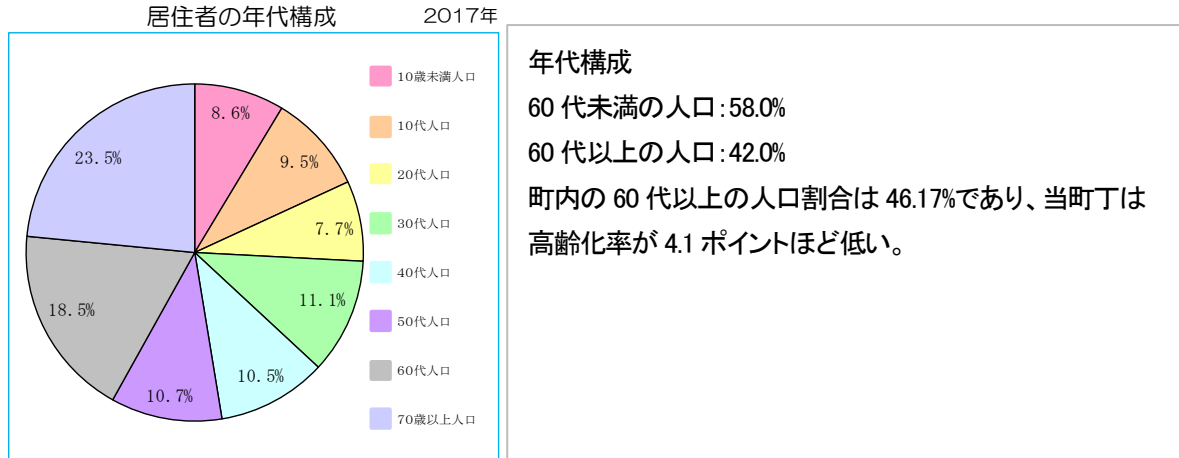 居住者の年代構成 2017年
8.6%
9.5%
7.7%
11.1%
10.5%
10.7%
18.5%
23.5%
10歳未満人口
10代人口
20代人口
30代人口
40代人口
50代人口
60代人口
70歳以上人口
年代構成
60 代未満の人口:58.0%
60 代以上の人口:42.0%
町内の 60 代以上の人口割合は 46.17%であり、当町丁は
高齢化率が 4.1 ポイントほど低い。